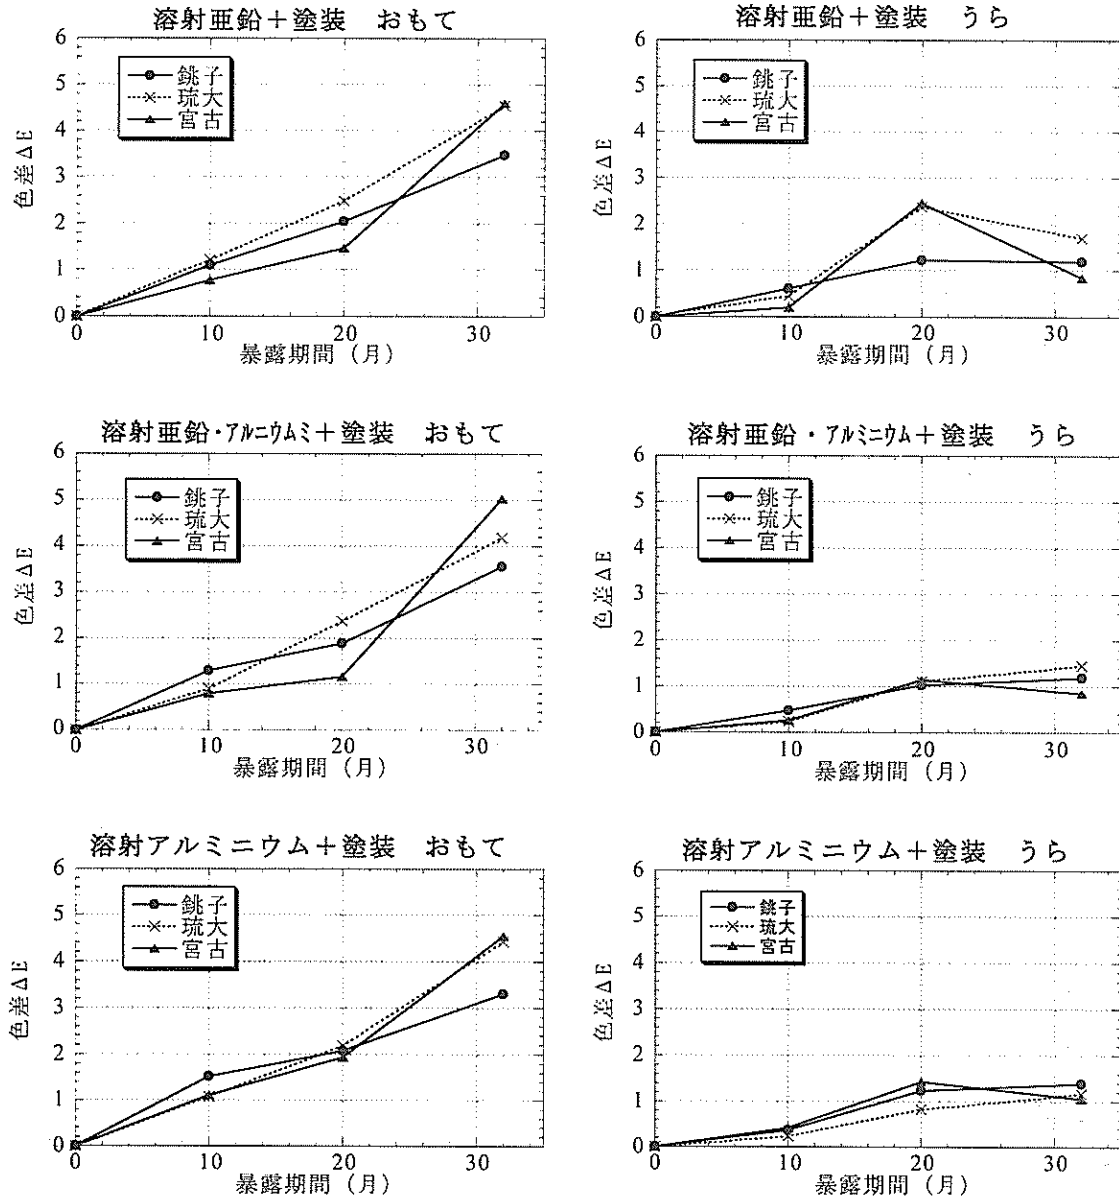 溶射亜鉛＋塗装　おもて
6
5
4
3
2
1
0
色差ΔE
銚子
琉大
宮古
0 10 20 30
暴露期間（月）
溶射亜鉛＋塗装　うら
6
5
4
3
2
1
0
色差ΔE
銚子
琉大
宮古
0 10 20 30
暴露期間（月）
溶射亜鉛・アルニウムミ＋塗装　おもて
6
5
4
3
2
1
0
色差ΔE
銚子
琉大
宮古
0 10 20 30
暴露期間（月）
溶射亜鉛・アルミニウム＋塗装　うら
6
5
4
3
2
1
0
色差ΔE
銚子
琉大
宮古
0 10 20 30
暴露期間（月）
溶射アルミニウム＋塗装　おもて
6
5
4
3
2
1
0
色差ΔE
銚子
琉大
宮古
0 10 20 30
暴露期間（月）
溶射アルミニウム＋塗装　うら
6
5
4
3
2
1
0
色差ΔE
銚子
琉大
宮古
0 10 20 30
暴露期間（月）